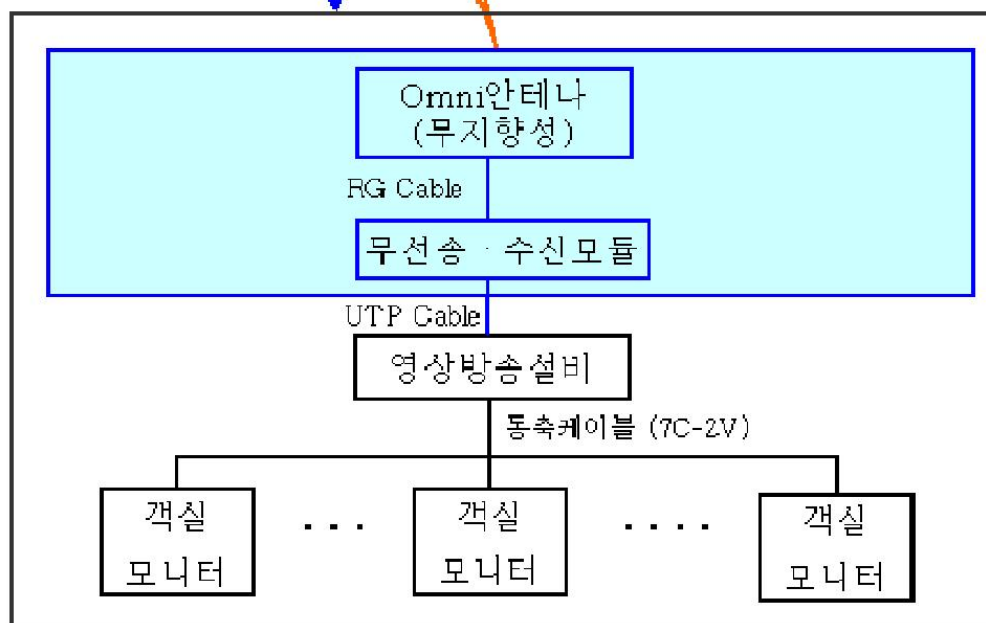 Omni안테나
(무지향성)
RG Cable
무선송 · 수신모듈
UTP Cable
영상방송설비
동축케이블 (7C-2V)
객실
모니터
...
객실
모니터
....
객실
모니터